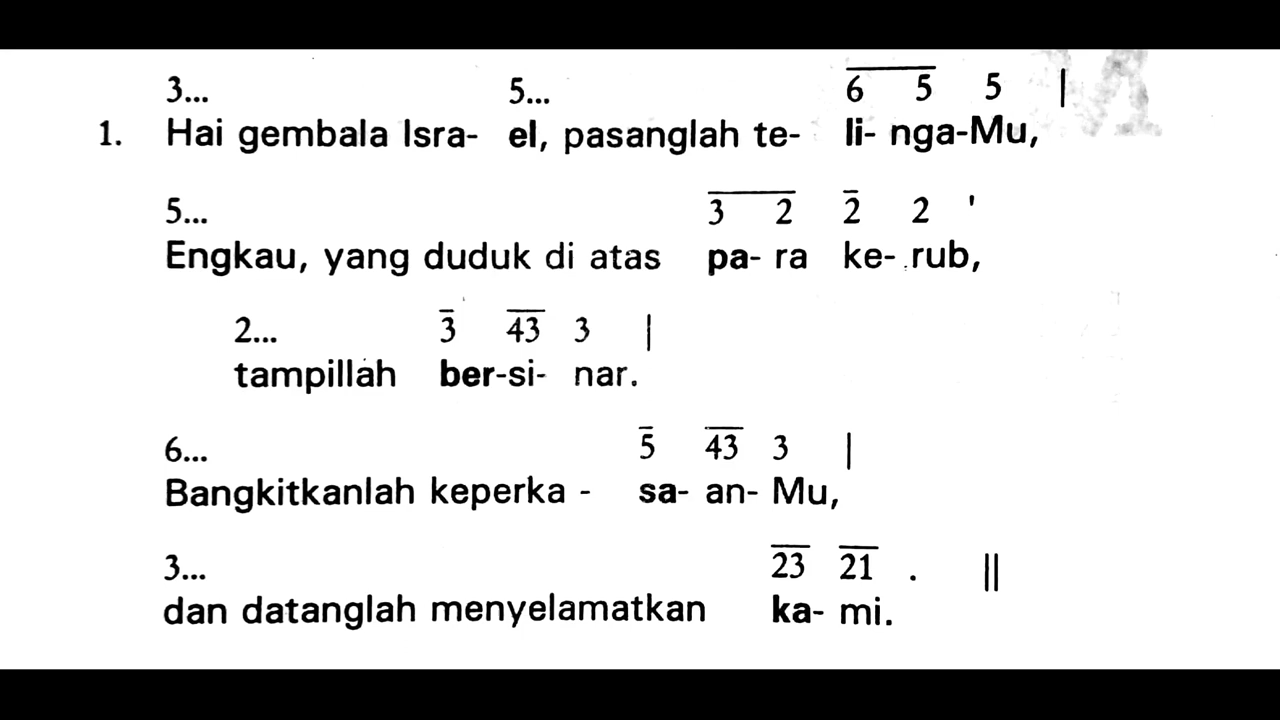 3... 5... 6 5 5 |
1. Hai gembala Isra- el, pasanglah te- li- nga-Mu,
5... 3 2 2 2 '
Engkau, yang duduk di atas pa- ra ke- rub,
2... 3 43 3 |
tampillah ber-si- nar.
6... 5 43 3 |
Bangkitkanlah keperka - sa- an- Mu,
3... 23 21 . ||
dan datanglah menyelamatkan ka- mi.